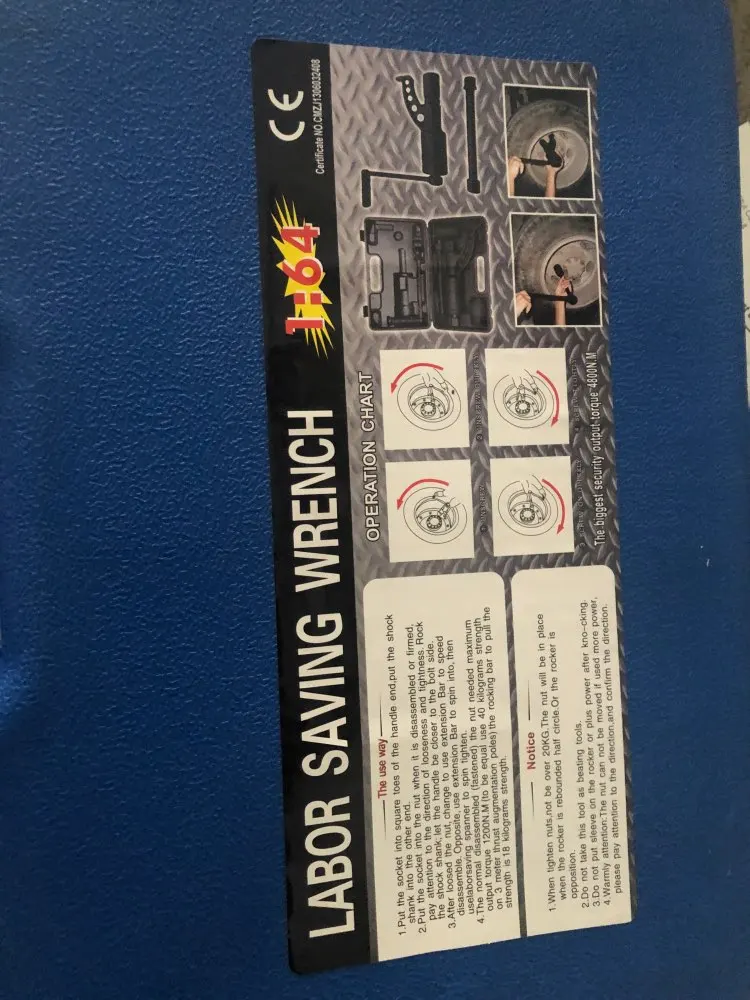 LABOR SAVING WRENCH 1:64
CE
Certificate NO.CMZJ1306032408
The use way
1.Put the socket into square toes of the handle end,put the shock
shank into the other end.
2.Put the socket into the nut when it is disassembled or firmed,
pay attention to the direction of looseness and tightness. Rock
the shock shank, let the handle be closer to the bolt side.
3.After loosed the nut,change to use extension Bar to speed
disassemble. Opposite, use extension Bar to spin into, then
uselaborsaving spanner to spin tighten.
4.The normal disassembled (fastened) the nut needed maximum
output torque 1200N.M (to be equal use 40 kilograms strength
on 3 meter thrust augmentation poles) the rocking bar to pull the
strength is 18 kilograms strength.
Notice
1.When tighten nuts,not be over 20KG.The nut will be in place
when the rocker is rebounded half circle.Or the rocker is
opposition.
2.Do not take this tool as beating tools.
3.Do not put sleeve on the rocker or plus power after kno-cking.
4.Warmly attention:The nut can not be moved if used more power,
please pay attention to the direction,and confirm the direction.
OPERATION CHART
The biggest security output torque 4800N.M